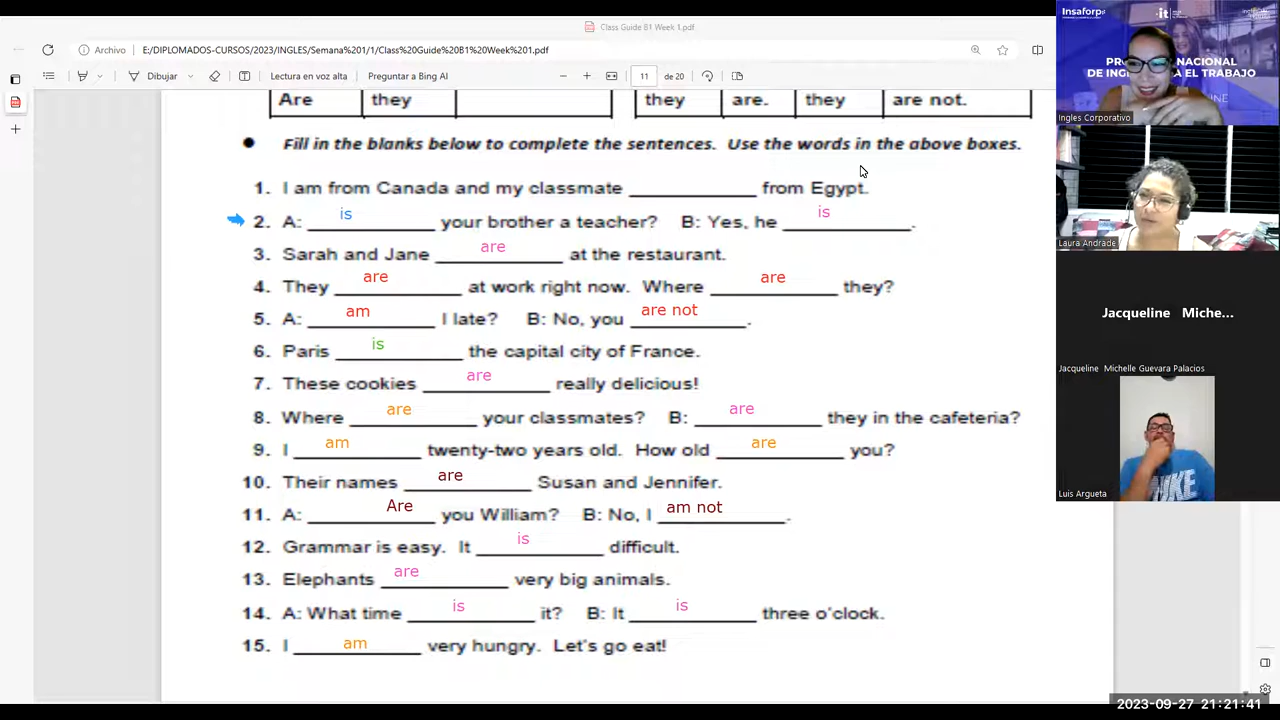 Class Guide B1 Week 1.pdf
Archivo E:/DIPLOMADOS-CURSOS/2023/INGLES/Semana%201/1/Class%20Guide%20B1%20Week%201.pdf
Dibujar Lectura en voz alta Preguntar a Bing AI 11 de 20
Are they they are. they are not.
Fill in the blanks below to complete the sentences. Use the words in the above boxes.
1. I am from Canada and my classmate ____________ from Egypt.
2. A: is your brother a teacher? B: Yes, he is.
3. Sarah and Jane are at the restaurant.
4. They are at work right now. Where are they?
5. A: am I late? B: No, you are not.
6. Paris is the capital city of France.
7. These cookies are really delicious!
8. Where are your classmates? B: are they in the cafeteria?
9. I am twenty-two years old. How old are you?
10. Their names are Susan and Jennifer.
11. A: Are you William? B: No, I am not.
12. Grammar is easy. It is difficult.
13. Elephants are very big animals.
14. A: What time is it? B: It is three o'clock.
15. I am very hungry. Let's go eat!
Insaforp
NACIONAL
DE INGL A EL TRABAJO
Ingles Corporativo
Laura Andrade
Jacqueline Miche...
Jacqueline Michelle Guevara Palacios
Luis Argueta
2023-09-27 21:21:41